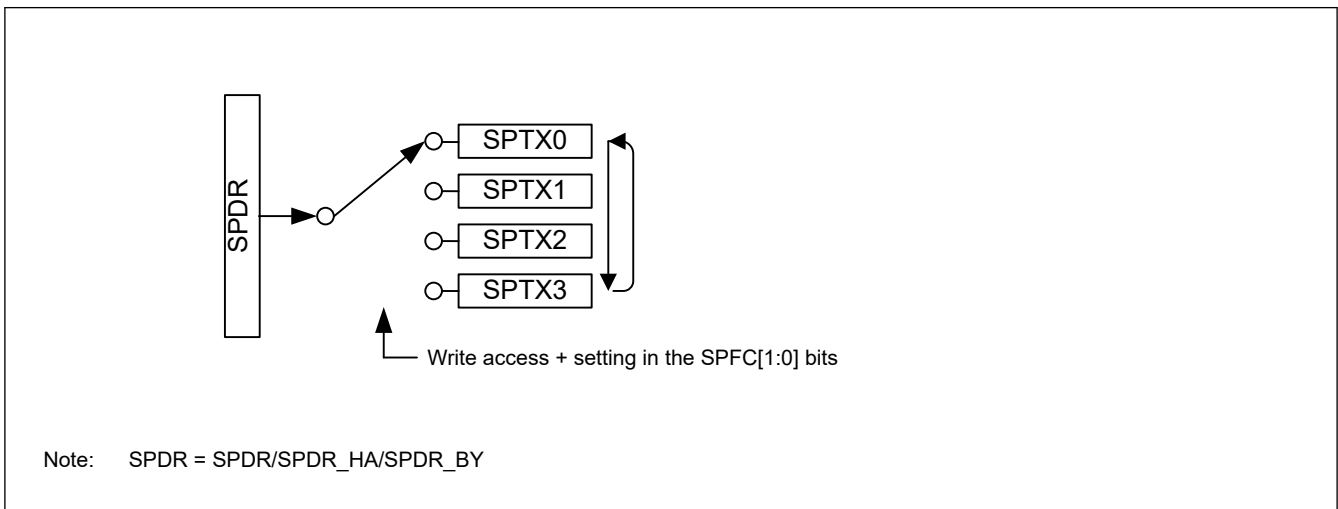 SPDR
SPTX0
SPTX1
SPTX2
SPTX3
Write access + setting in the SPFC[1:0] bits
Note: SPDR = SPDR/SPDR_HA/SPDR_BY